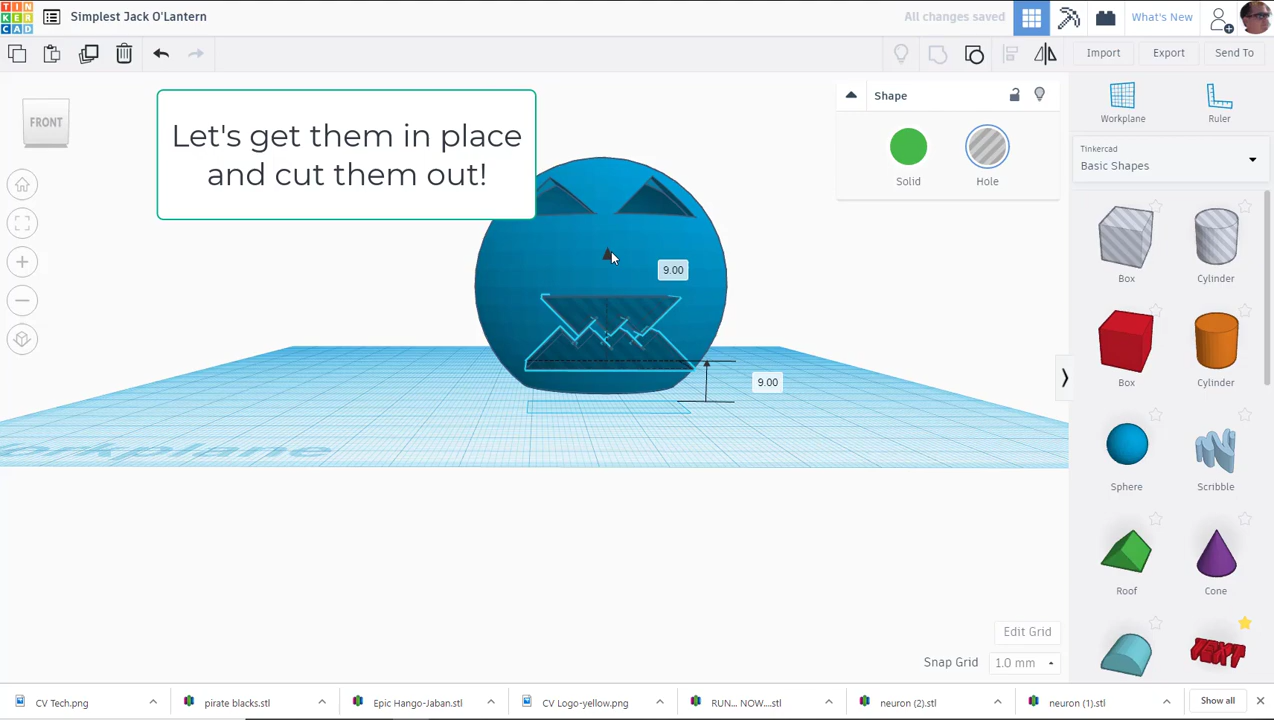 TIN
KER
CAD
Simplest Jack O'Lantern
All changes saved
What's New
Import
Export
Send To
FRONT
Let's get them in place
and cut them out!
Shape
Solid
Hole
Workplane
Ruler
Tinkercad
Basic Shapes
Box
Cylinder
Box
Cylinder
Sphere
Scribble
Roof
Cone
TEXT
9.00
9.00
orkplane
Edit Grid
Snap Grid
1.0 mm
CV Tech.png
pirate blacks.stl
Epic Hango-Jaban.stl
CV Logo-yellow.png
RUN... NOW....stl
neuron (2).stl
neuron (1).stl
Show all